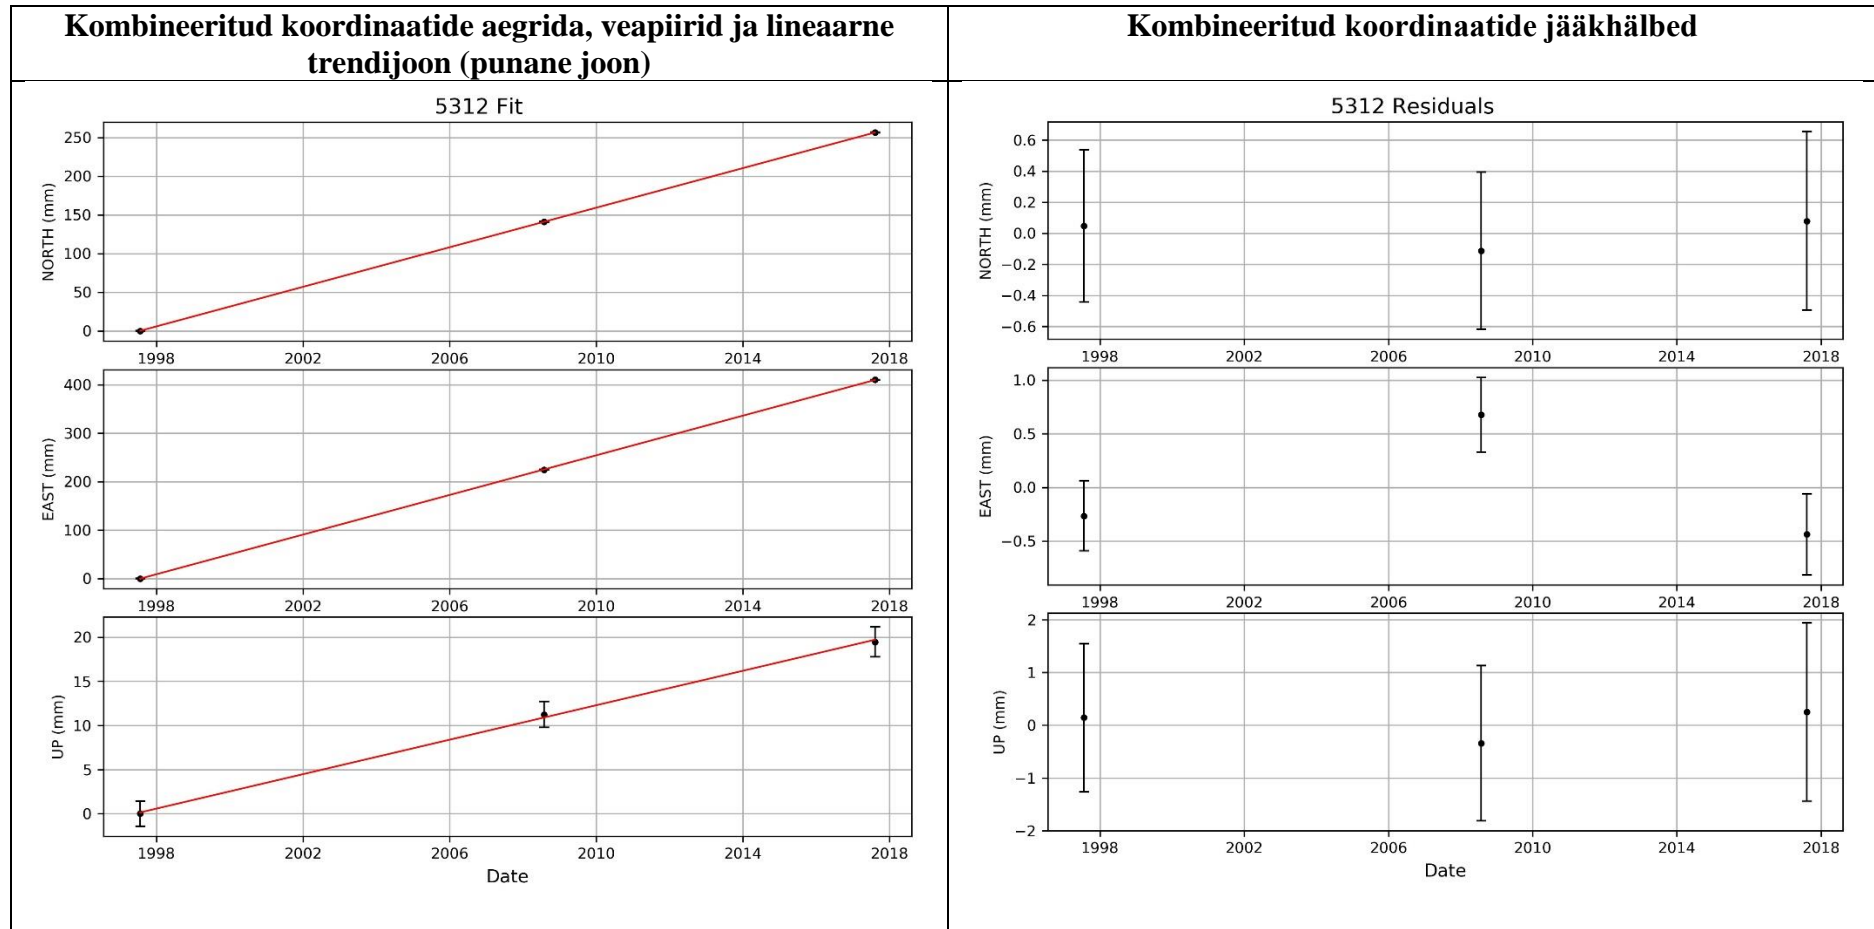 Kombineeritud koordinaatide aegrida, veapiirid ja lineaarne
trendijoon (punane joon)
Kombineeritud koordinaatide jääkhälbed
5312 Fit
250
200
150
100
50
0
NORTH (mm)
1998 2002 2006 2010 2014 2018
400
300
200
100
0
EAST (mm)
1998 2002 2006 2010 2014 2018
20
15
10
5
0
UP (mm)
1998 2002 2006 2010 2014 2018
Date
5312 Residuals
0.6
0.4
0.2
0.0
−0.2
−0.4
−0.6
NORTH (mm)
1998 2002 2006 2010 2014 2018
1.0
0.5
0.0
−0.5
EAST (mm)
1998 2002 2006 2010 2014 2018
2
1
0
−1
−2
UP (mm)
1998 2002 2006 2010 2014 2018
Date